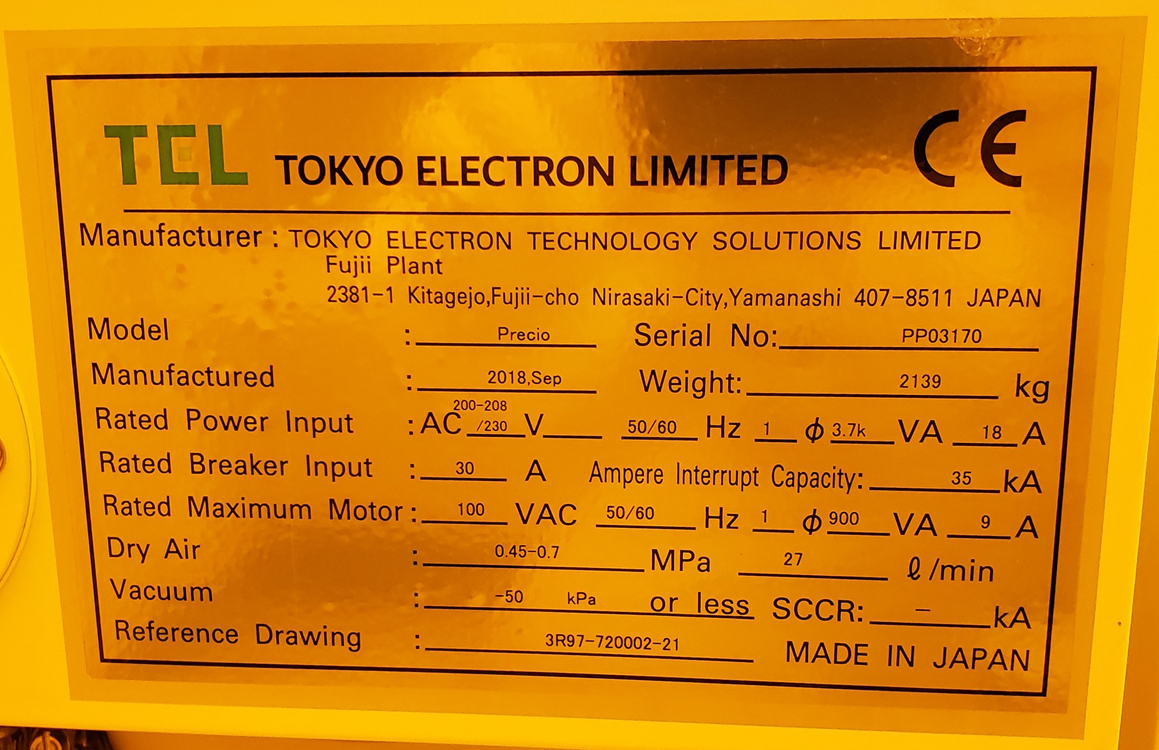 TEL TOKYO ELECTRON LIMITED CE
Manufacturer : TOKYO ELECTRON TECHNOLOGY SOLUTIONS LIMITED
Fujii Plant
2381-1 Kitagejo,Fujii-cho Nirasaki-City,Yamanashi 407-8511 JAPAN
Model : Precio Serial No: PP03170
Manufactured : 2018,Sep Weight: 2139 kg
Rated Power Input : AC 200-208 /230 V 50/60 Hz 1 ϕ 3.7k VA 18 A
Rated Breaker Input : 30 A Ampere Interrupt Capacity: 35 kA
Rated Maximum Motor : 100 VAC 50/60 Hz 1 ϕ 900 VA 9 A
Dry Air : 0.45-0.7 MPa 27 ℓ/min
Vacuum : -50 kPa or less SCCR: - kA
Reference Drawing : 3R97-720002-21 MADE IN JAPAN